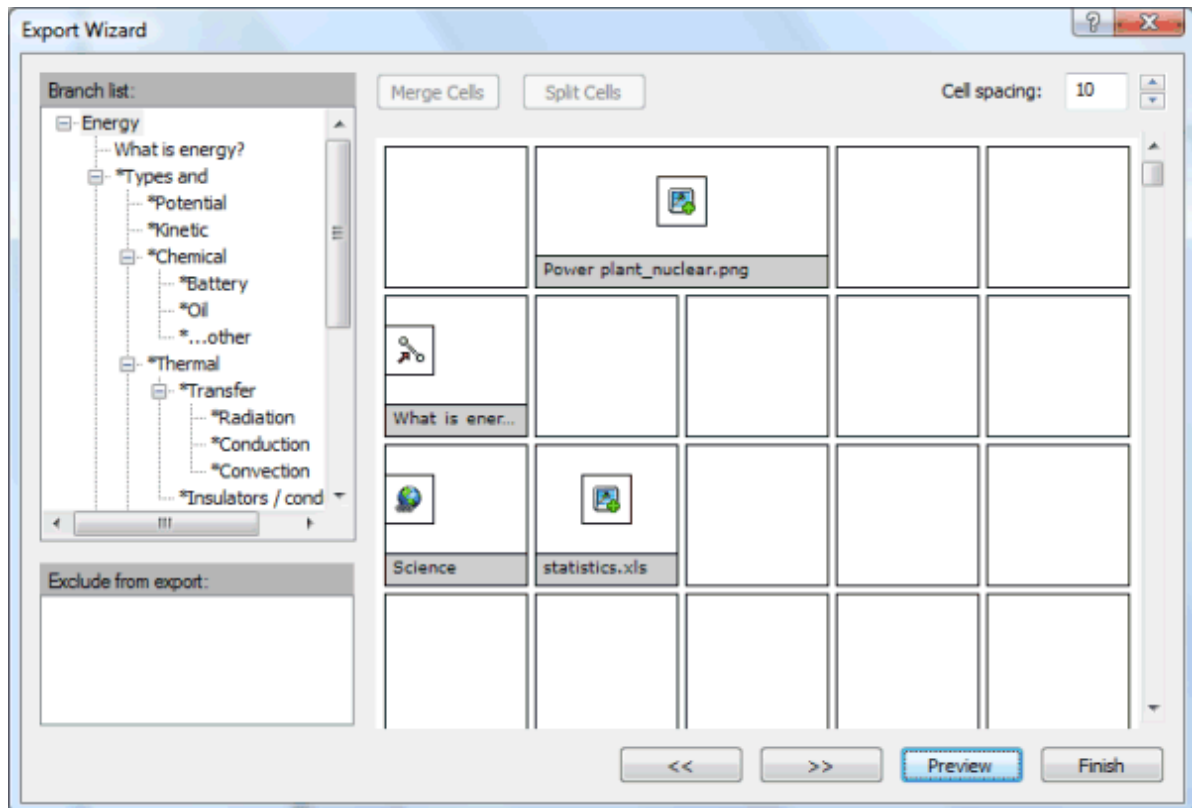 Export Wizard
Branch list:
Energy
What is energy?
*Types and
*Potential
*Kinetic
*Chemical
*Battery
*Oil
*...other
*Thermal
*Transfer
*Radiation
*Conduction
*Convection
*Insulators / cond
Exclude from export:
Merge Cells Split Cells Cell spacing: 10
Power plant_nuclear.png
What is ener...
Science statistics.xls
<< >> Preview Finish